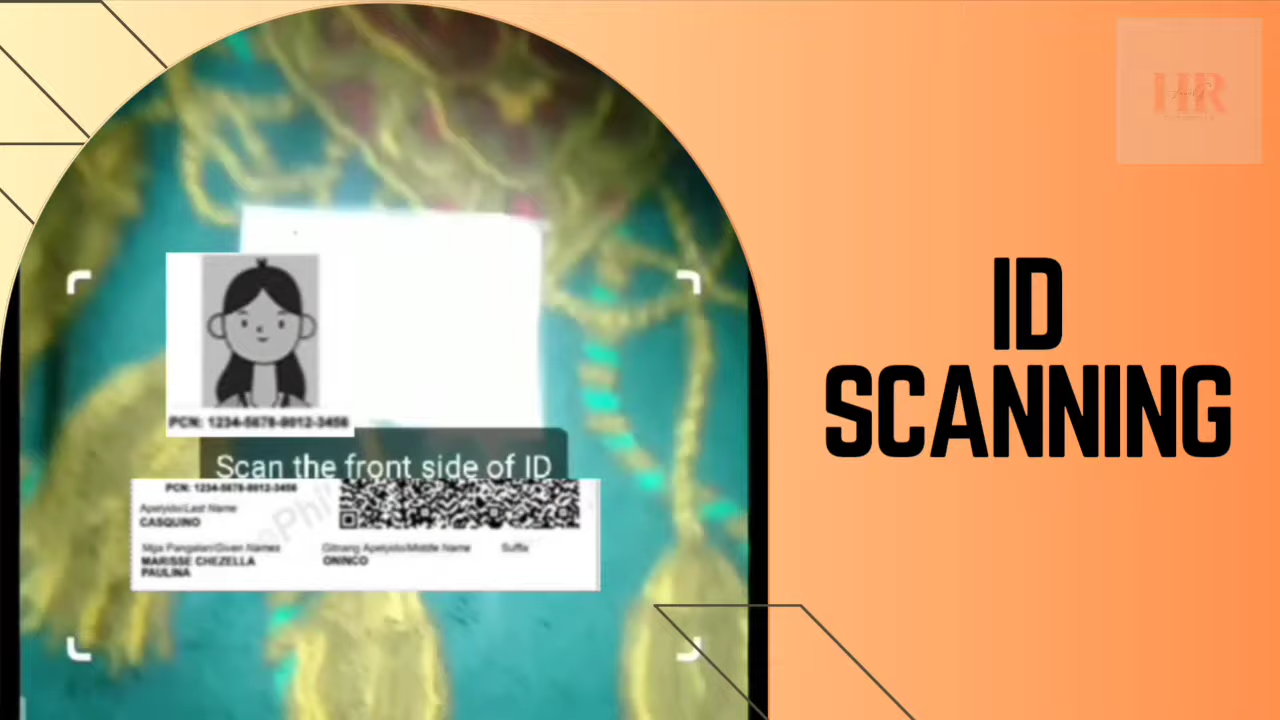 HR
ID
SCANNING
PCN: 1234-5678-9012-3456
Scan the front side of ID
PCN: 1234-5678-9012-3456
Apelyido/Last Name
CASQUINO
Mga Pangalan/Given Names
Gitnang Apelyido/Middle Name
Suffix
MARISSE CHEZELLA
PAULINA
ONINCO